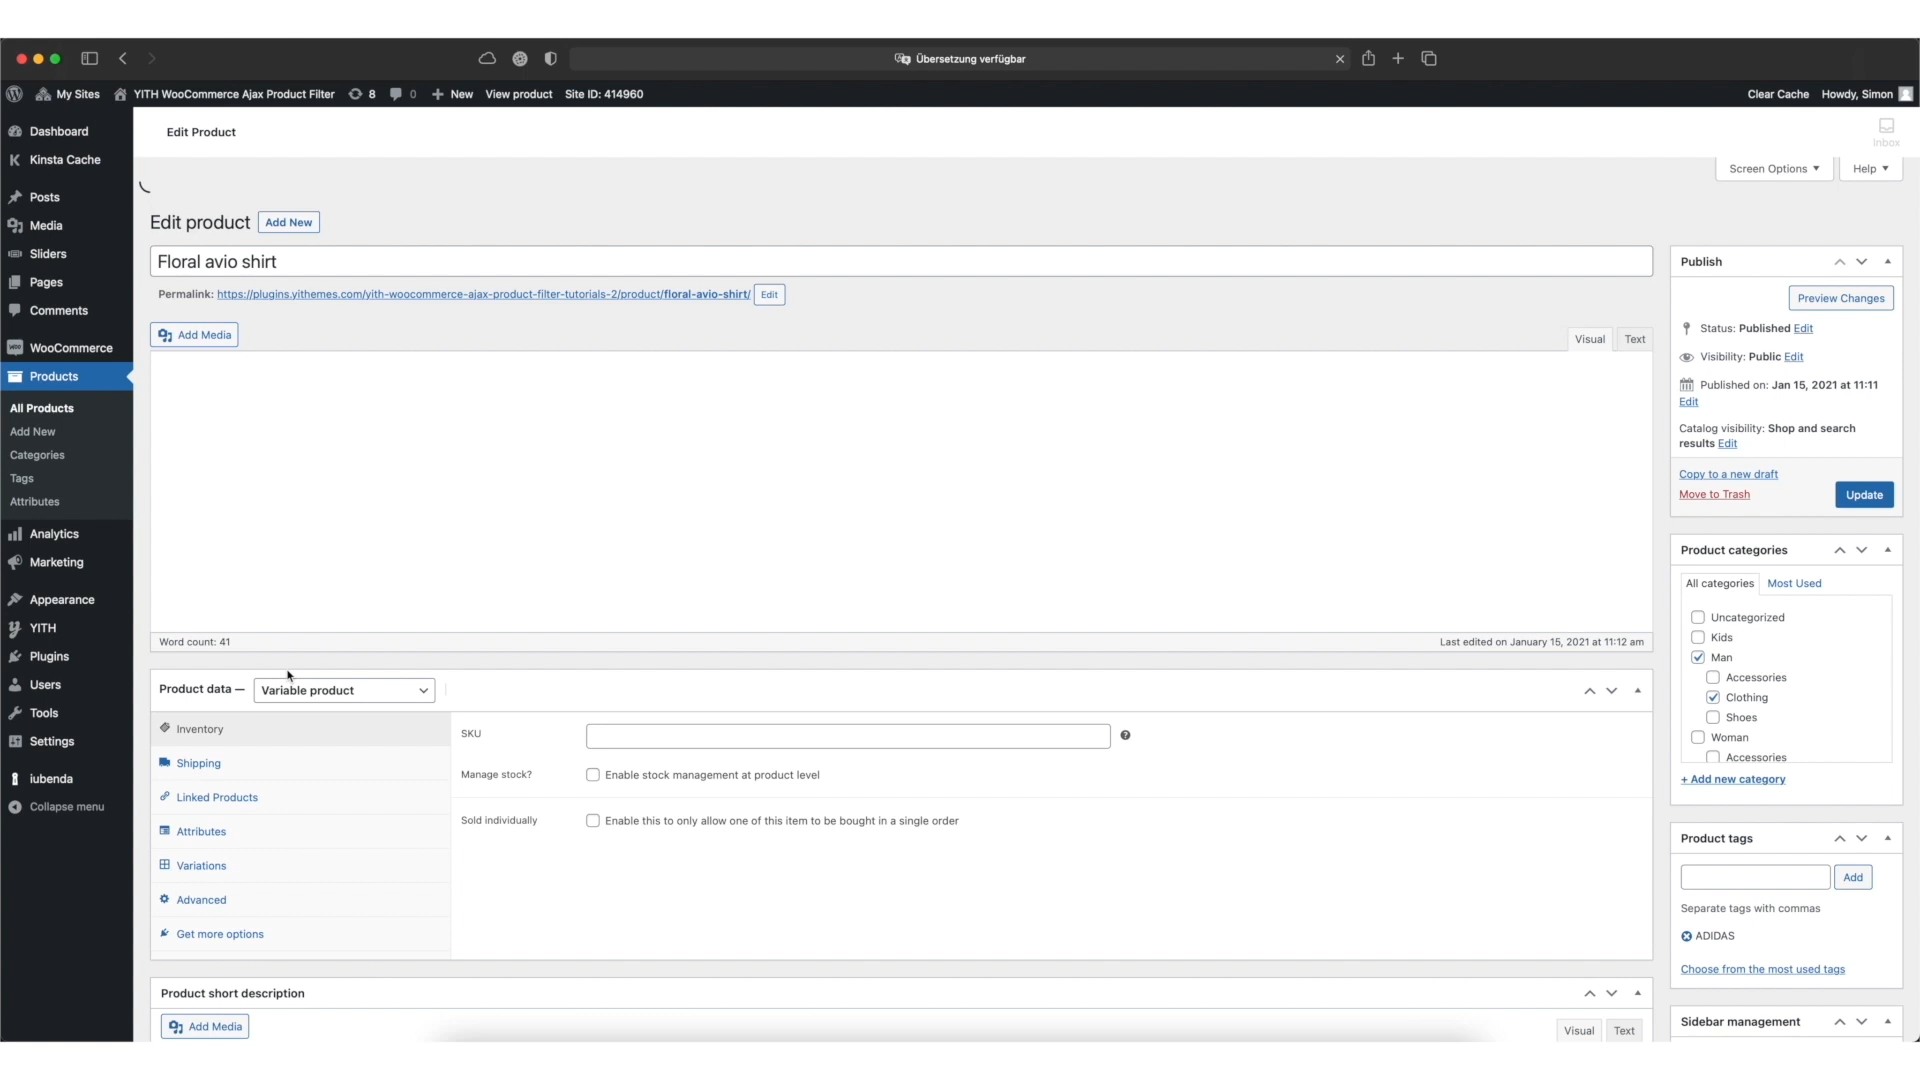 Übersetzung verfügbar
My Sites YITH WooCommerce Ajax Product Filter 8 0 New View product Site ID: 414960 Clear Cache Howdy, Simon
Dashboard
Kinsta Cache
Posts
Media
Sliders
Pages
Comments
WooCommerce
Products
All Products
Add New
Categories
Tags
Attributes
Analytics
Marketing
Appearance
YITH
Plugins
Users
Tools
Settings
iubenda
Collapse menu
Edit Product
Inbox
Screen Options
Help
Edit product Add New
Floral avio shirt
Permalink: https://plugins.yithemes.com/yith-woocommerce-ajax-product-filter-tutorials-2/product/floral-avio-shirt/ Edit
Add Media
Visual Text
Word count: 41
Last edited on January 15, 2021 at 11:12 am
Product data — Variable product
Inventory
Shipping
Linked Products
Attributes
Variations
Advanced
Get more options
SKU
Manage stock? Enable stock management at product level
Sold individually Enable this to only allow one of this item to be bought in a single order
Product short description
Add Media
Visual Text
Publish
Preview Changes
Status: Published Edit
Visibility: Public Edit
Published on: Jan 15, 2021 at 11:11
Edit
Catalog visibility: Shop and search
results Edit
Copy to a new draft
Move to Trash
Update
Product categories
All categories Most Used
Uncategorized
Kids
Man
Accessories
Clothing
Shoes
Woman
Accessories
+ Add new category
Product tags
Add
Separate tags with commas
ADIDAS
Choose from the most used tags
Sidebar management